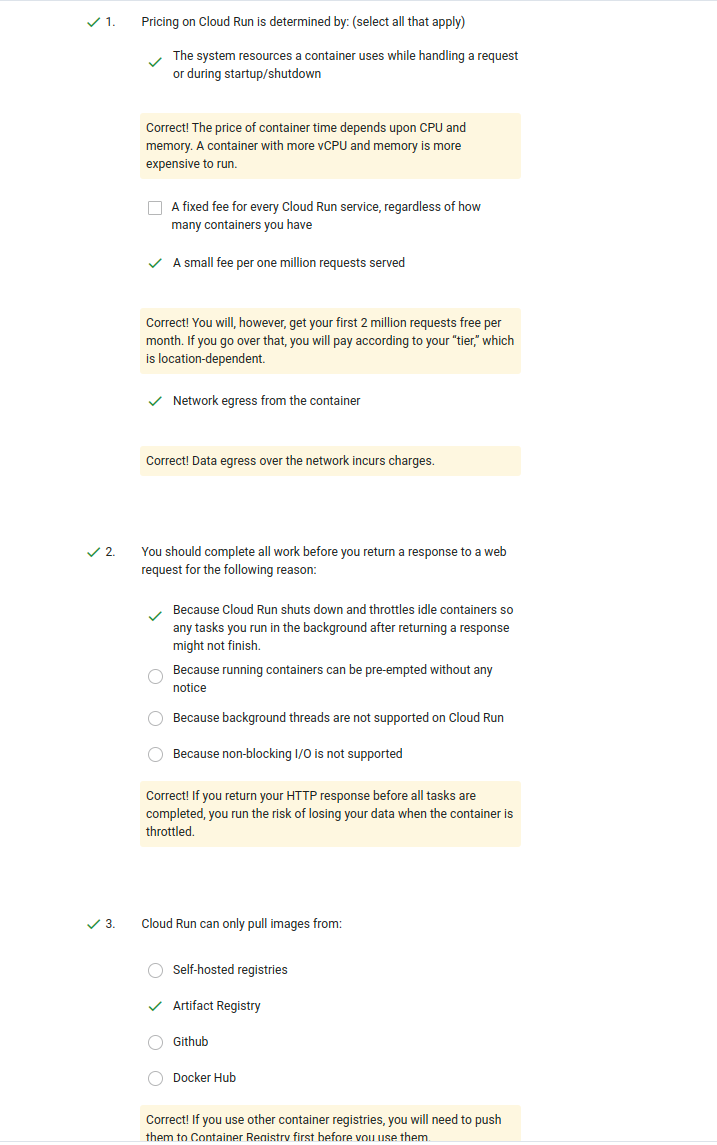 1. Pricing on Cloud Run is determined by: (select all that apply)
The system resources a container uses while handling a request
or during startup/shutdown
Correct! The price of container time depends upon CPU and
memory. A container with more vCPU and memory is more
expensive to run.
A fixed fee for every Cloud Run service, regardless of how
many containers you have
A small fee per one million requests served
Correct! You will, however, get your first 2 million requests free per
month. If you go over that, you will pay according to your “tier,” which
is location-dependent.
Network egress from the container
Correct! Data egress over the network incurs charges.
2. You should complete all work before you return a response to a web
request for the following reason:
Because Cloud Run shuts down and throttles idle containers so
any tasks you run in the background after returning a response
might not finish.
Because running containers can be pre-empted without any
notice
Because background threads are not supported on Cloud Run
Because non-blocking I/O is not supported
Correct! If you return your HTTP response before all tasks are
completed, you run the risk of losing your data when the container is
throttled.
3. Cloud Run can only pull images from:
Self-hosted registries
Artifact Registry
Github
Docker Hub
Correct! If you use other container registries, you will need to push
them to Container Registry first before you use them.